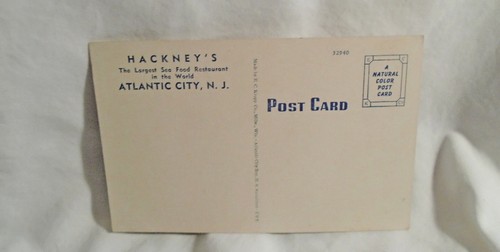 HACKNEY'S
The Largest Sea Food Restaurant
in the World
ATLANTIC CITY, N. J.
POST CARD
A
NATURAL
COLOR
POST
CARD